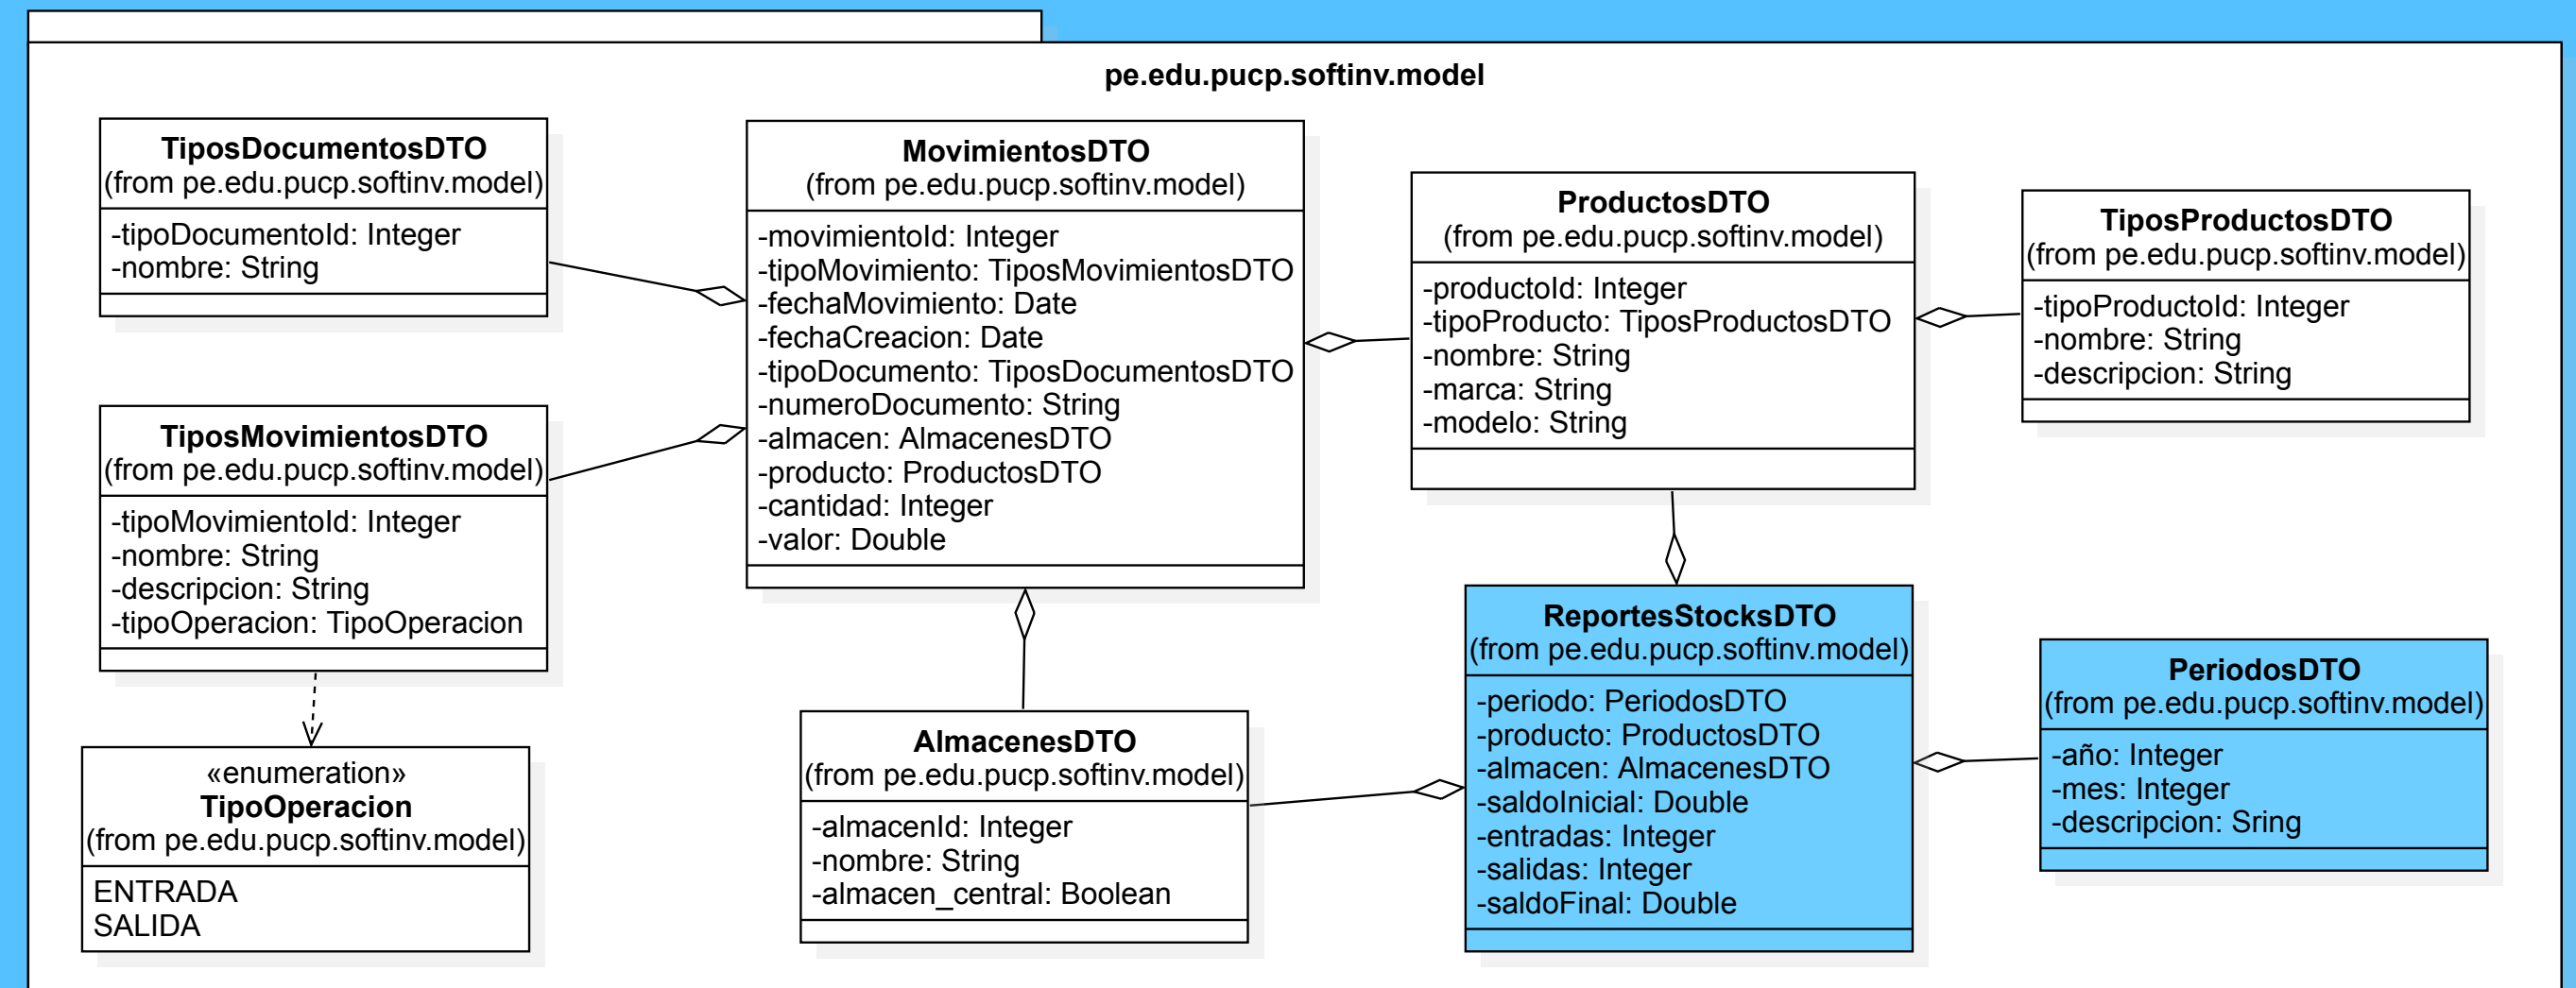 pe.edu.pucp.softinv.model
TiposDocumentosDTO
(from pe.edu.pucp.softinv.model)
-tipoDocumentoId: Integer
-nombre: String
MovimientosDTO
(from pe.edu.pucp.softinv.model)
-movimientoId: Integer
-tipoMovimiento: TiposMovimientosDTO
-fechaMovimiento: Date
-fechaCreacion: Date
-tipoDocumento: TiposDocumentosDTO
-numeroDocumento: String
-almacen: AlmacenesDTO
-producto: ProductosDTO
-cantidad: Integer
-valor: Double
ProductosDTO
(from pe.edu.pucp.softinv.model)
-productoId: Integer
-tipoProducto: TiposProductosDTO
-nombre: String
-marca: String
-modelo: String
TiposProductosDTO
(from pe.edu.pucp.softinv.model)
-tipoProductoId: Integer
-nombre: String
-descripcion: String
TiposMovimientosDTO
(from pe.edu.pucp.softinv.model)
-tipoMovimientoId: Integer
-nombre: String
-descripcion: String
-tipoOperacion: TipoOperacion
«enumeration»
TipoOperacion
(from pe.edu.pucp.softinv.model)
ENTRADA
SALIDA
AlmacenesDTO
(from pe.edu.pucp.softinv.model)
-almacenId: Integer
-nombre: String
-almacen_central: Boolean
ReportesStocksDTO
(from pe.edu.pucp.softinv.model)
-periodo: PeriodosDTO
-producto: ProductosDTO
-almacen: AlmacenesDTO
-saldoInicial: Double
-entradas: Integer
-salidas: Integer
-saldoFinal: Double
PeriodosDTO
(from pe.edu.pucp.softinv.model)
-año: Integer
-mes: Integer
-descripcion: Sring